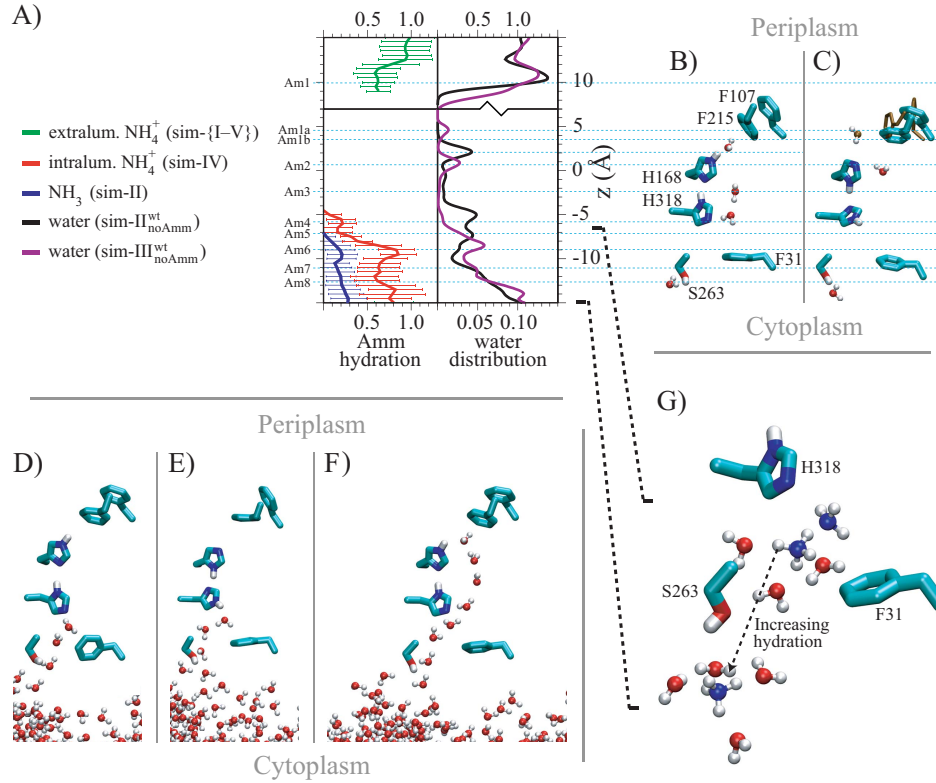 A)
0.5 1.0 0.5 1.0
Periplasm
B) C)
F107
F215
H168
H318
F31
S263
Cytoplasm
Am1
Am1a
Am1b
Am2
Am3
Am4
Am5
Am6
Am7
Am8
10
5
0
-5
-10
z (Å)
extralum. NH₄⁺ (sim-{I–V})
intralum. NH₄⁺ (sim-IV)
NH₃ (sim-II)
water (sim-IIʷᵗnoAmm)
water (sim-IIIʷᵗnoAmm)
0.5 1.0 0.05 0.10
Amm water
hydration distribution
Periplasm
D) E) F)
Cytoplasm
G)
H318
S263
F31
Increasing
hydration